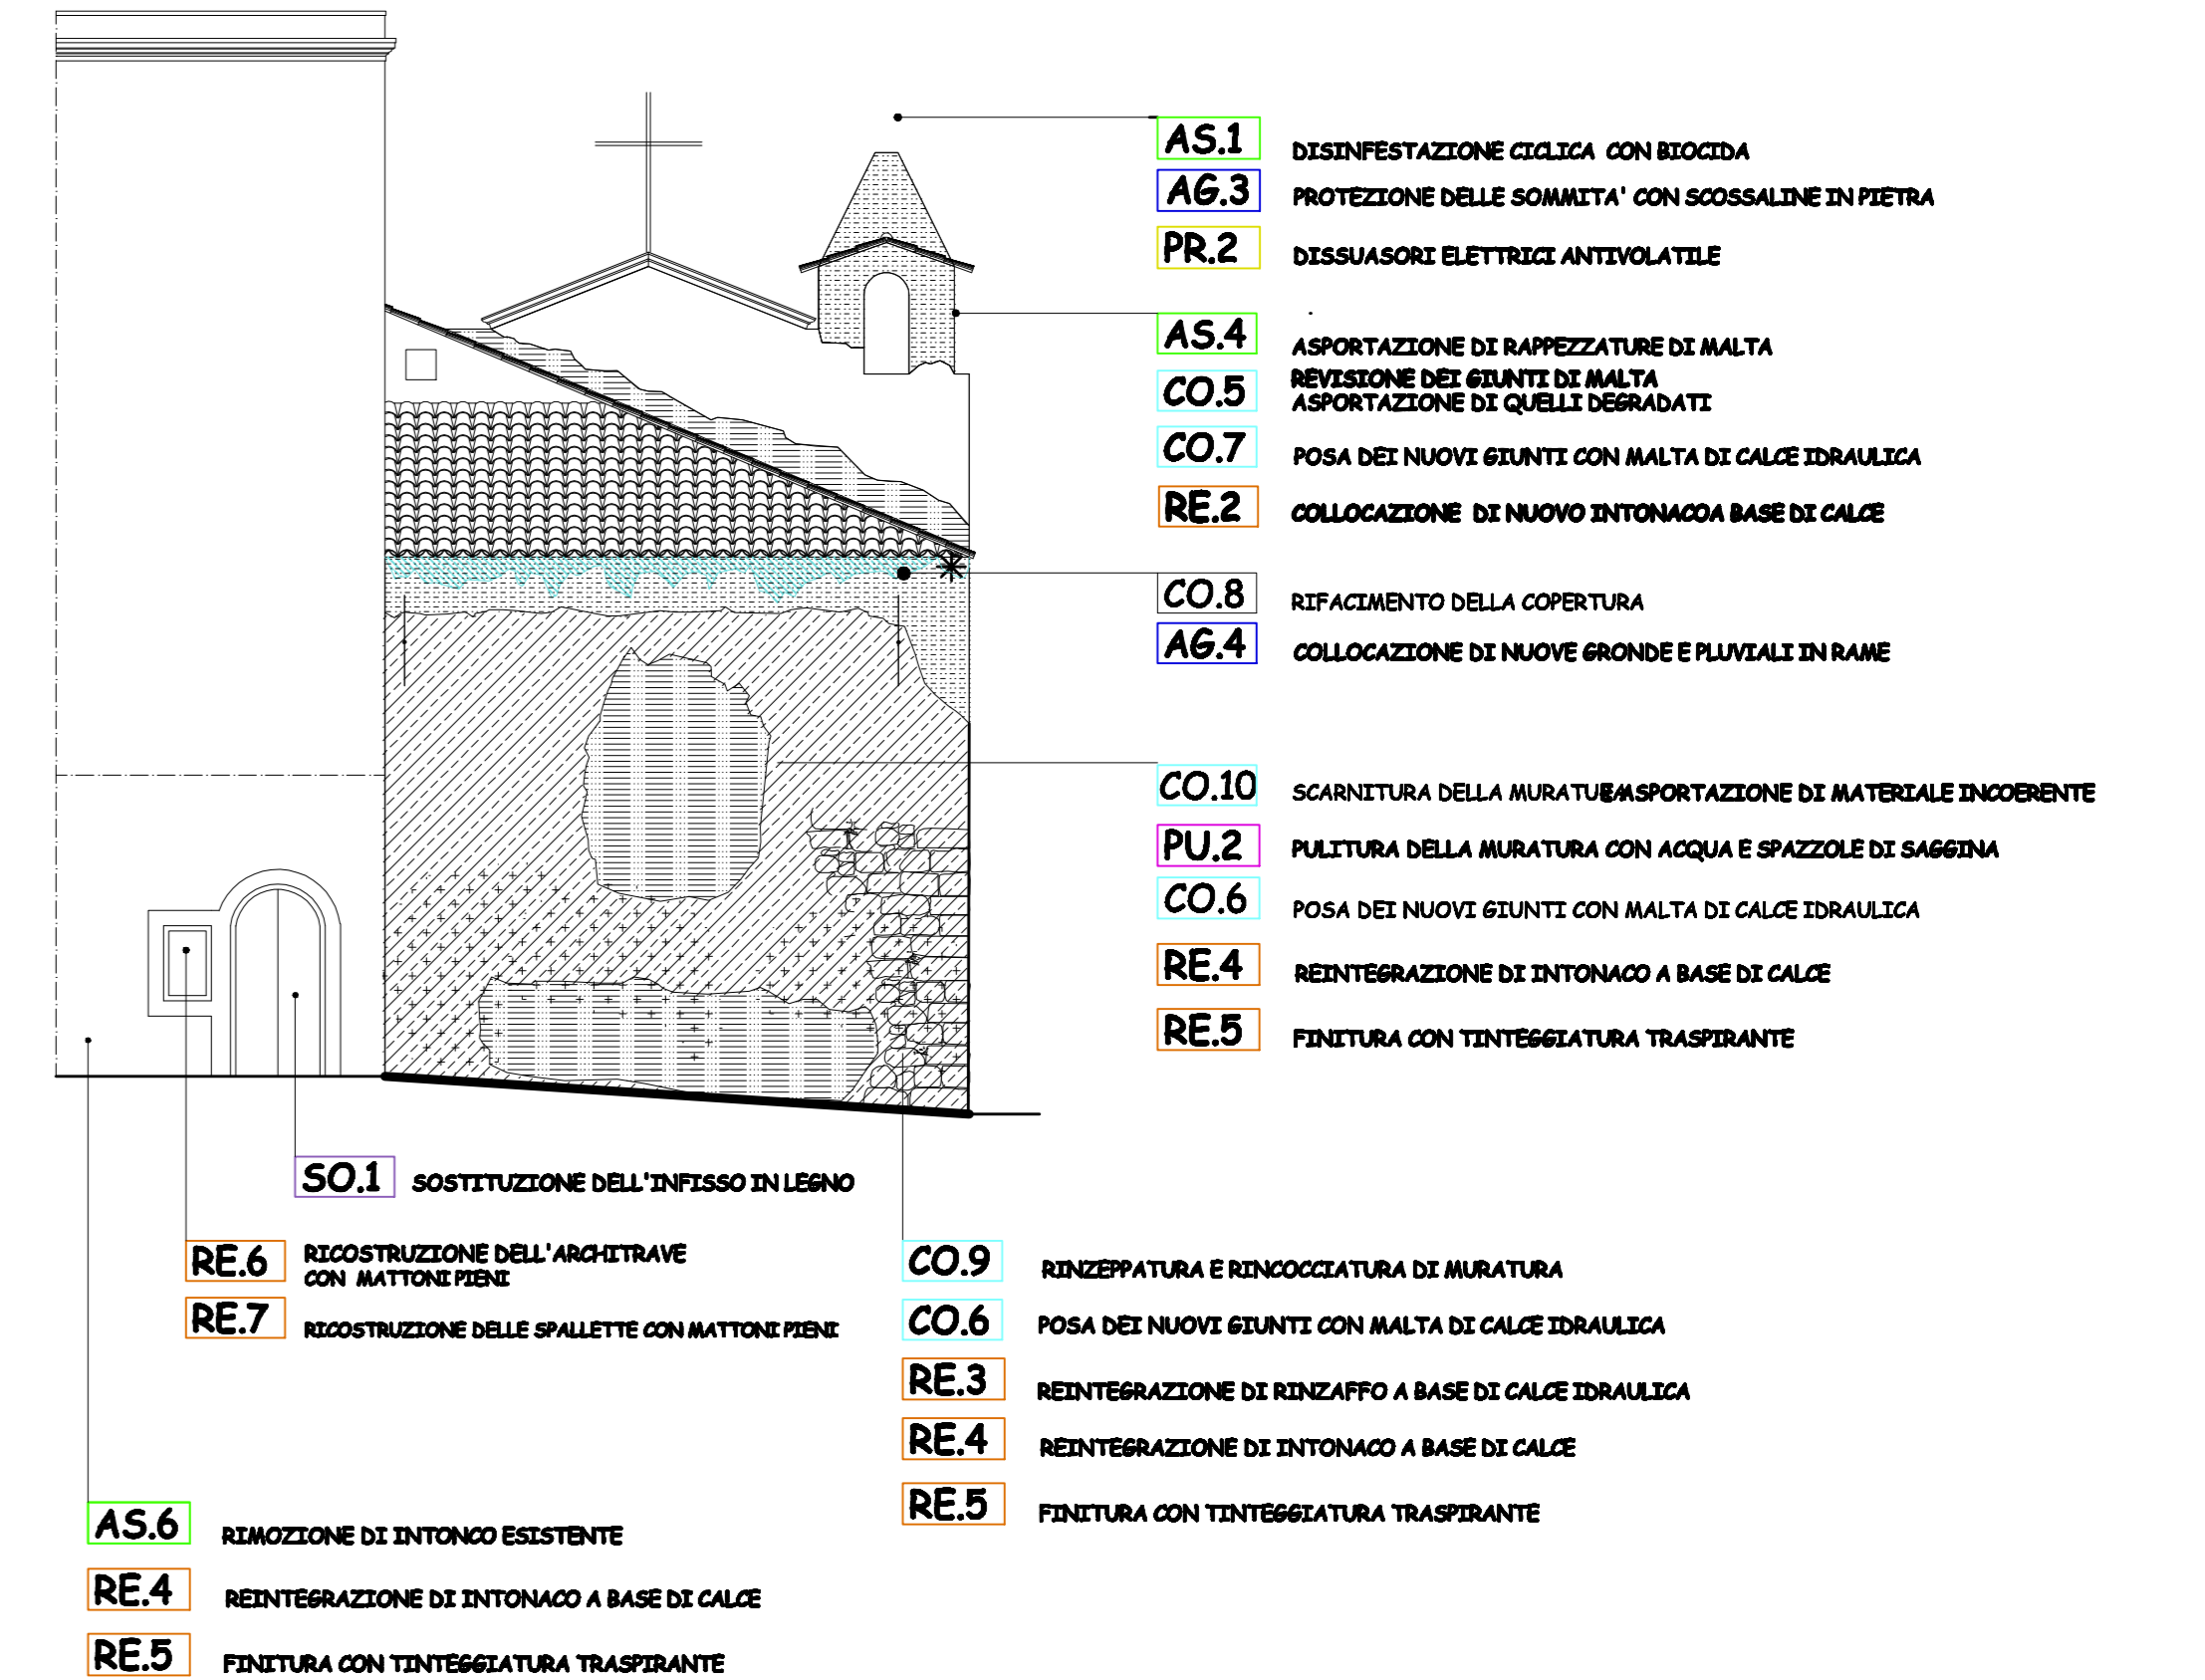 AS.1 DISINFESTAZIONE CICLICA CON BIOCIDA
AG.3 PROTEZIONE DELLE SOMMITA' CON SCOSSALINE IN PIETRA
PR.2 DISSUASORI ELETTRICI ANTIVOLATILE
AS.4 ASPORTAZIONE DI RAPPEZZATURE DI MALTA
CO.5 REVISIONE DEI GIUNTI DI MALTA
ASPORTAZIONE DI QUELLI DEGRADATI
CO.7 POSA DEI NUOVI GIUNTI CON MALTA DI CALCE IDRAULICA
RE.2 COLLOCAZIONE DI NUOVO INTONACOA BASE DI CALCE
CO.8 RIFACIMENTO DELLA COPERTURA
AG.4 COLLOCAZIONE DI NUOVE GRONDE E PLUVIALI IN RAME
CO.10 SCARNITURA DELLA MURATURA E ASPORTAZIONE DI MATERIALE INCOERENTE
PU.2 PULITURA DELLA MURATURA CON ACQUA E SPAZZOLE DI SAGGINA
CO.6 POSA DEI NUOVI GIUNTI CON MALTA DI CALCE IDRAULICA
RE.4 REINTEGRAZIONE DI INTONACO A BASE DI CALCE
RE.5 FINITURA CON TINTEGGIATURA TRASPIRANTE
SO.1 SOSTITUZIONE DELL'INFISSO IN LEGNO
RE.6 RICOSTRUZIONE DELL'ARCHITRAVE
CON MATTONI PIENI
RE.7 RICOSTRUZIONE DELLE SPALLETTE CON MATTONI PIENI
CO.9 RINZEPPATURA E RINCOCCIATURA DI MURATURA
CO.6 POSA DEI NUOVI GIUNTI CON MALTA DI CALCE IDRAULICA
RE.3 REINTEGRAZIONE DI RINZAFFO A BASE DI CALCE IDRAULICA
RE.4 REINTEGRAZIONE DI INTONACO A BASE DI CALCE
RE.5 FINITURA CON TINTEGGIATURA TRASPIRANTE
AS.6 RIMOZIONE DI INTONCO ESISTENTE
RE.4 REINTEGRAZIONE DI INTONACO A BASE DI CALCE
RE.5 FINITURA CON TINTEGGIATURA TRASPIRANTE